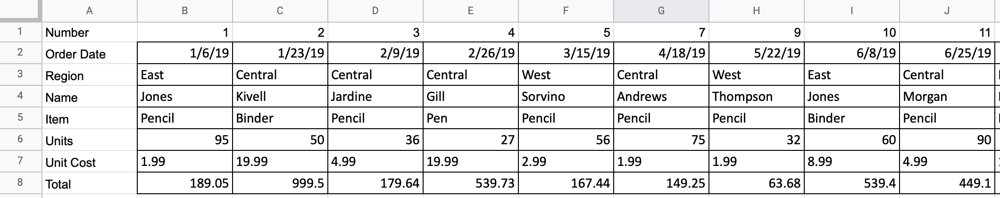 A B C D E F G H I J
1 Number 1 2 3 4 5 7 9 10 11
2 Order Date 1/6/19 1/23/19 2/9/19 2/26/19 3/15/19 4/18/19 5/22/19 6/8/19 6/25/19
3 Region East Central Central Central West Central West East Central
4 Name Jones Kivell Jardine Gill Sorvino Andrews Thompson Jones Morgan
5 Item Pencil Binder Pencil Pen Pencil Pencil Pencil Binder Pencil
6 Units 95 50 36 27 56 75 32 60 90
7 Unit Cost 1.99 19.99 4.99 19.99 2.99 1.99 1.99 8.99 4.99
8 Total 189.05 999.5 179.64 539.73 167.44 149.25 63.68 539.4 449.1